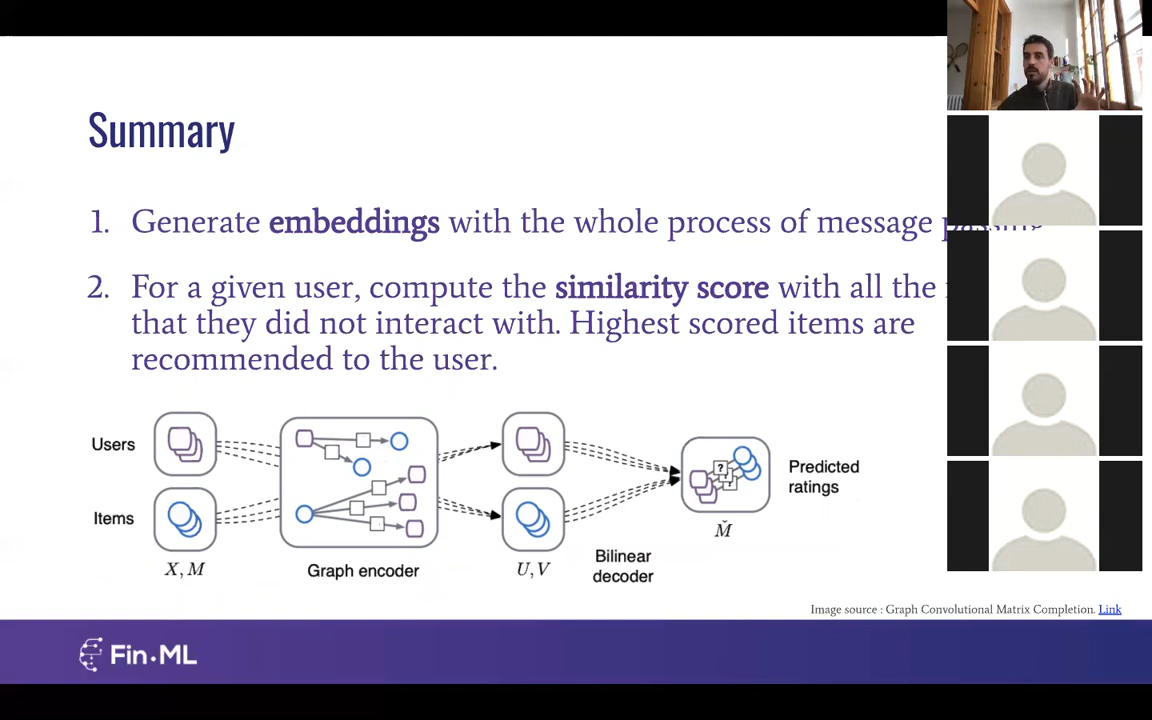 Summary
1. Generate embeddings with the whole process of message
2. For a given user, compute the similarity score with all the
that they did not interact with. Highest scored items are
recommended to the user.
Users
Items
X, M
Graph encoder
U, V
Bilinear
decoder
? ? ?
M̌
Predicted
ratings
Image source : Graph Convolutional Matrix Completion. Link
Fin·ML